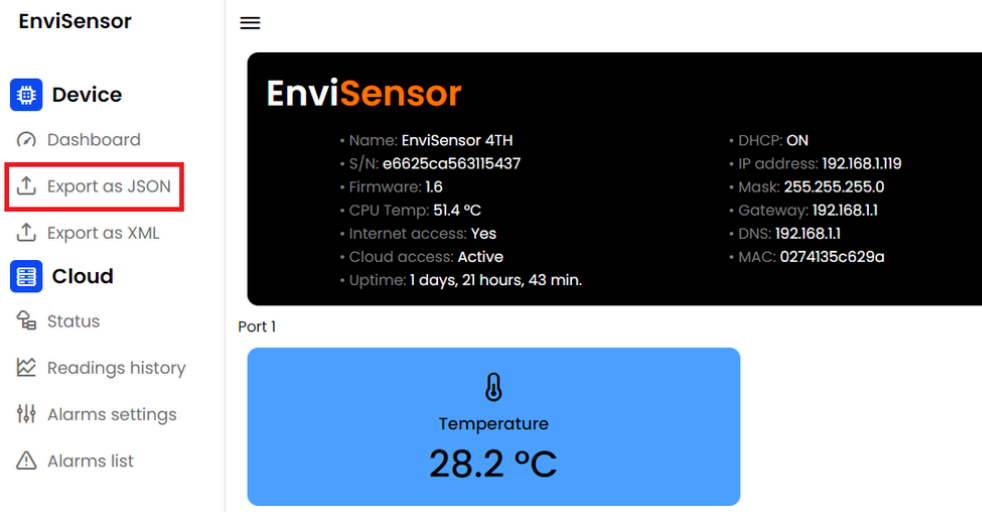 EnviSensor
Device
Dashboard
Export as JSON
Export as XML
Cloud
Status
Readings history
Alarms settings
Alarms list
EnviSensor
• Name: EnviSensor 4TH
• S/N: e6625ca563115437
• Firmware: 1.6
• CPU Temp: 51.4 ºC
• Internet access: Yes
• Cloud access: Active
• Uptime: 1 days, 21 hours, 43 min.
• DHCP: ON
• IP address: 192.168.1.119
• Mask: 255.255.255.0
• Gateway: 192.168.1.1
• DNS: 192.168.1.1
• MAC: 0274135c629a
Port 1
Temperature
28.2 ºC